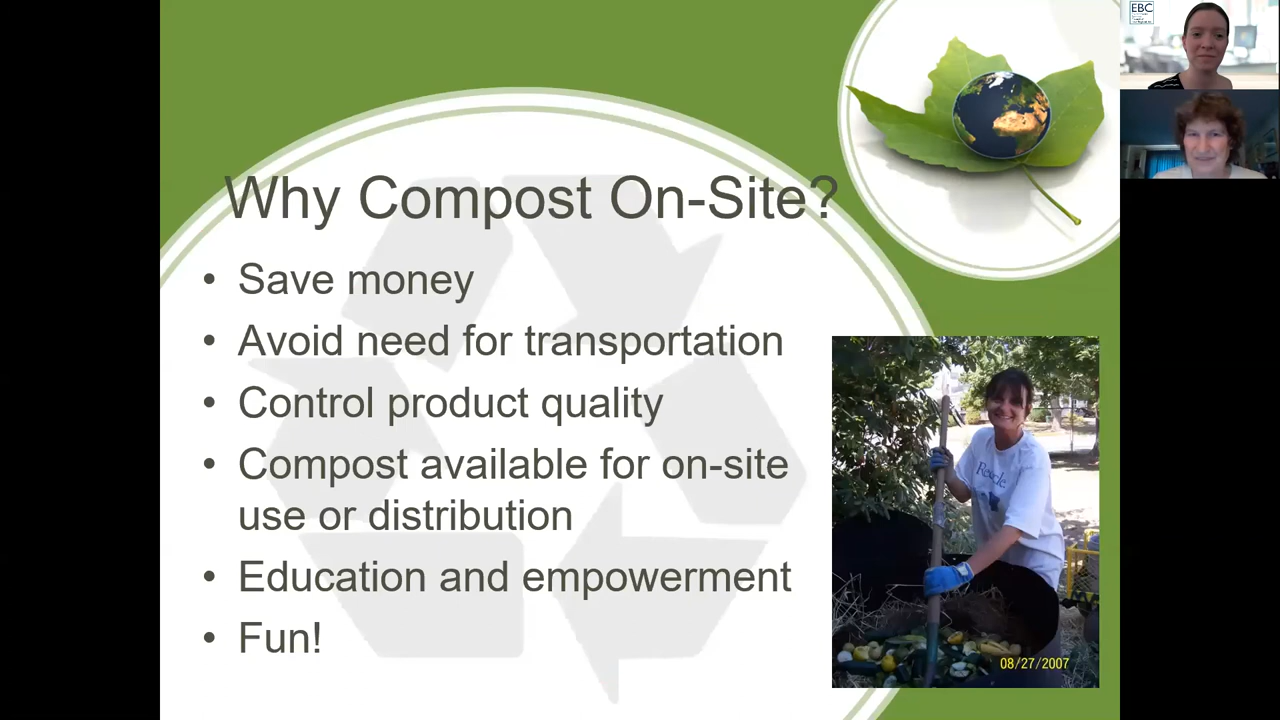 EBC
Why Compost On-Site?
• Save money
• Avoid need for transportation
• Control product quality
• Compost available for on-site
use or distribution
• Education and empowerment
• Fun!
Recycle
08/27/2007